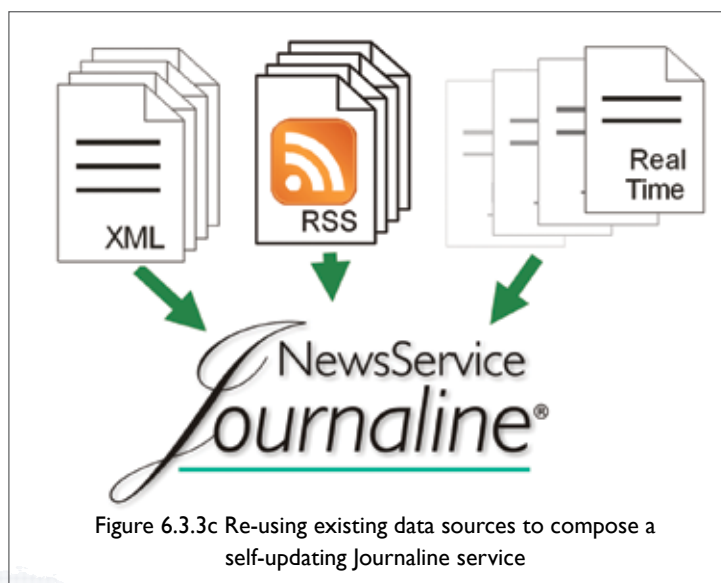 XML
RSS
Real
Time
NewsService
Journaline®
Figure 6.3.3c Re-using existing data sources to compose a
self-updating Journaline service